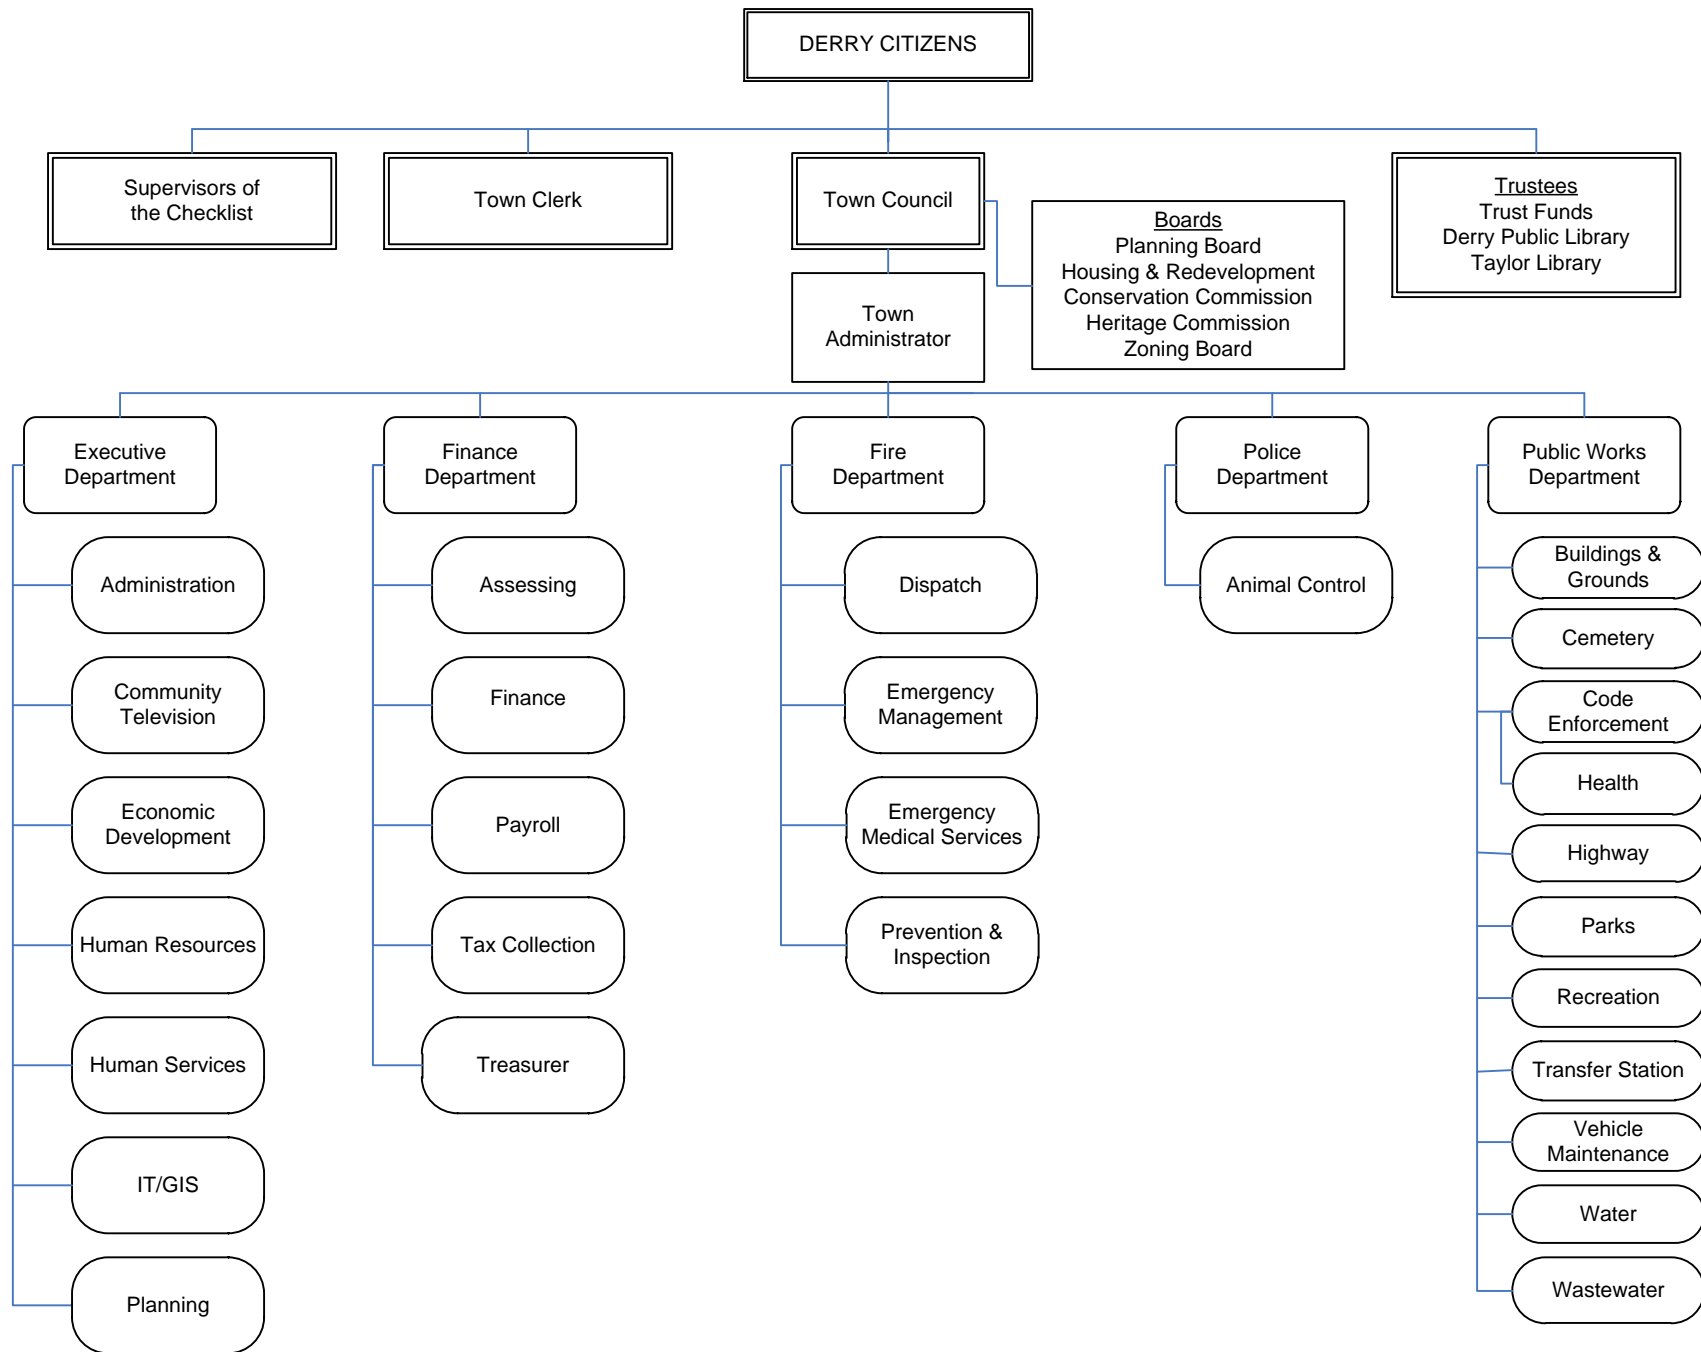 DERRY CITIZENS
Supervisors of
the Checklist
Town Clerk
Town Council
Trustees
Trust Funds
Derry Public Library
Taylor Library
Boards
Planning Board
Housing & Redevelopment
Conservation Commission
Heritage Commission
Zoning Board
Town
Administrator
Executive
Department
Administration
Community
Television
Economic
Development
Human Resources
Human Services
IT/GIS
Planning
Finance
Department
Assessing
Finance
Payroll
Tax Collection
Treasurer
Fire
Department
Dispatch
Emergency
Management
Emergency
Medical Services
Prevention &
Inspection
Police
Department
Animal Control
Public Works
Department
Buildings &
Grounds
Cemetery
Code
Enforcement
Health
Highway
Parks
Recreation
Transfer Station
Vehicle
Maintenance
Water
Wastewater